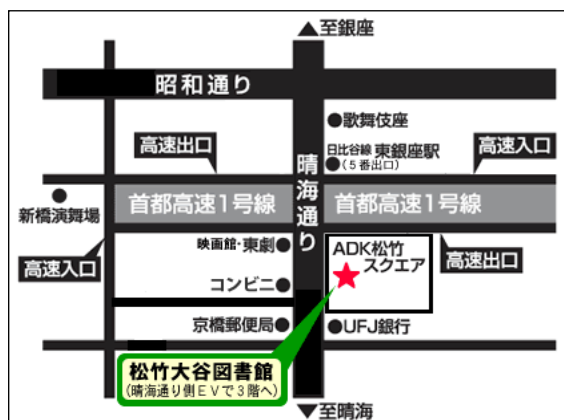 ▲至銀座
昭和通り
●歌舞伎座
高速出口
日比谷線 東銀座駅
●(5番出口)
高速入口
晴海通り
首都高速1号線
首都高速1号線
新橋演舞場
映画館・東劇●
ADK松竹
スクエア
高速入口
高速出口
コンビニ●
京橋郵便局●
●UFJ銀行
松竹大谷図書館
(晴海通り側EVで3階へ)
▼至晴海